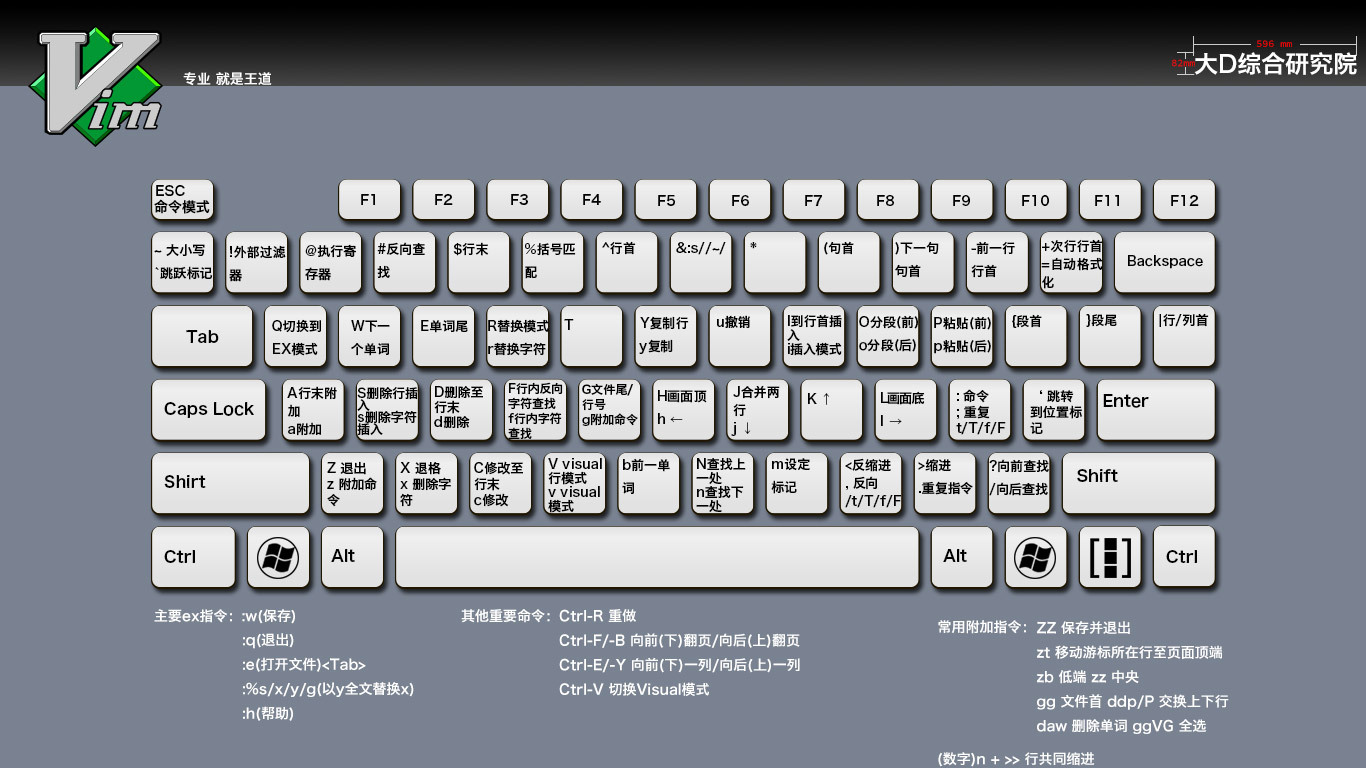 Vim
专业 就是王道
596 mm
82mm
大D综合研究院
ESC
命令模式
F1
F2
F3
F4
F5
F6
F7
F8
F9
F10
F11
F12
~ 大小写
`跳跃标记
!外部过滤
器
@执行寄
存器
#反向查
找
$行末
%括号匹
配
^行首
&:s//~/
*
(句首
)下一句
句首
-前一行
行首
+次行行首
=自动格式
化
Backspace
Tab
Q切换到
EX模式
W下一
个单词
E单词尾
R替换模式
r替换字符
T
Y复制行
y复制
u撤销
I到行首插
入
i插入模式
O分段(前)
o分段(后)
P粘贴(前)
p粘贴(后)
{段首
}段尾
|行/列首
Caps Lock
A行末附
加
a附加
S删除行插
入
s删除字符
插入
D删除至
行末
d删除
F行内反向
字符查找
f行内字符
查找
G文件尾/
行号
g附加命令
H画面顶
h ←
J合并两
行
j ↓
K ↑
L画面底
l →
: 命令
; 重复
t/T/f/F
‘ 跳转
到位置标
记
Enter
Shirt
Z 退出
z 附加命
令
X 退格
x 删除字
符
C修改至
行末
c修改
V visual
行模式
v visual
模式
b前一单
词
N查找上
一处
n查找下
一处
m设定
标记
<反缩进
, 反向
/t/T/f/F
>缩进
.重复指令
?向前查找
/向后查找
Shift
Ctrl
Alt
Alt
Ctrl
主要ex指令: :w(保存)
:q(退出)
:e(打开文件)<Tab>
:%s/x/y/g(以y全文替换x)
:h(帮助)
其他重要命令: Ctrl-R 重做
Ctrl-F/-B 向前(下)翻页/向后(上)翻页
Ctrl-E/-Y 向前(下)一列/向后(上)一列
Ctrl-V 切换Visual模式
常用附加指令: ZZ 保存并退出
zt 移动游标所在行至页面顶端
zb 低端 zz 中央
gg 文件首 ddp/P 交换上下行
daw 删除单词 ggVG 全选
(数字)n + >> 行共同缩进